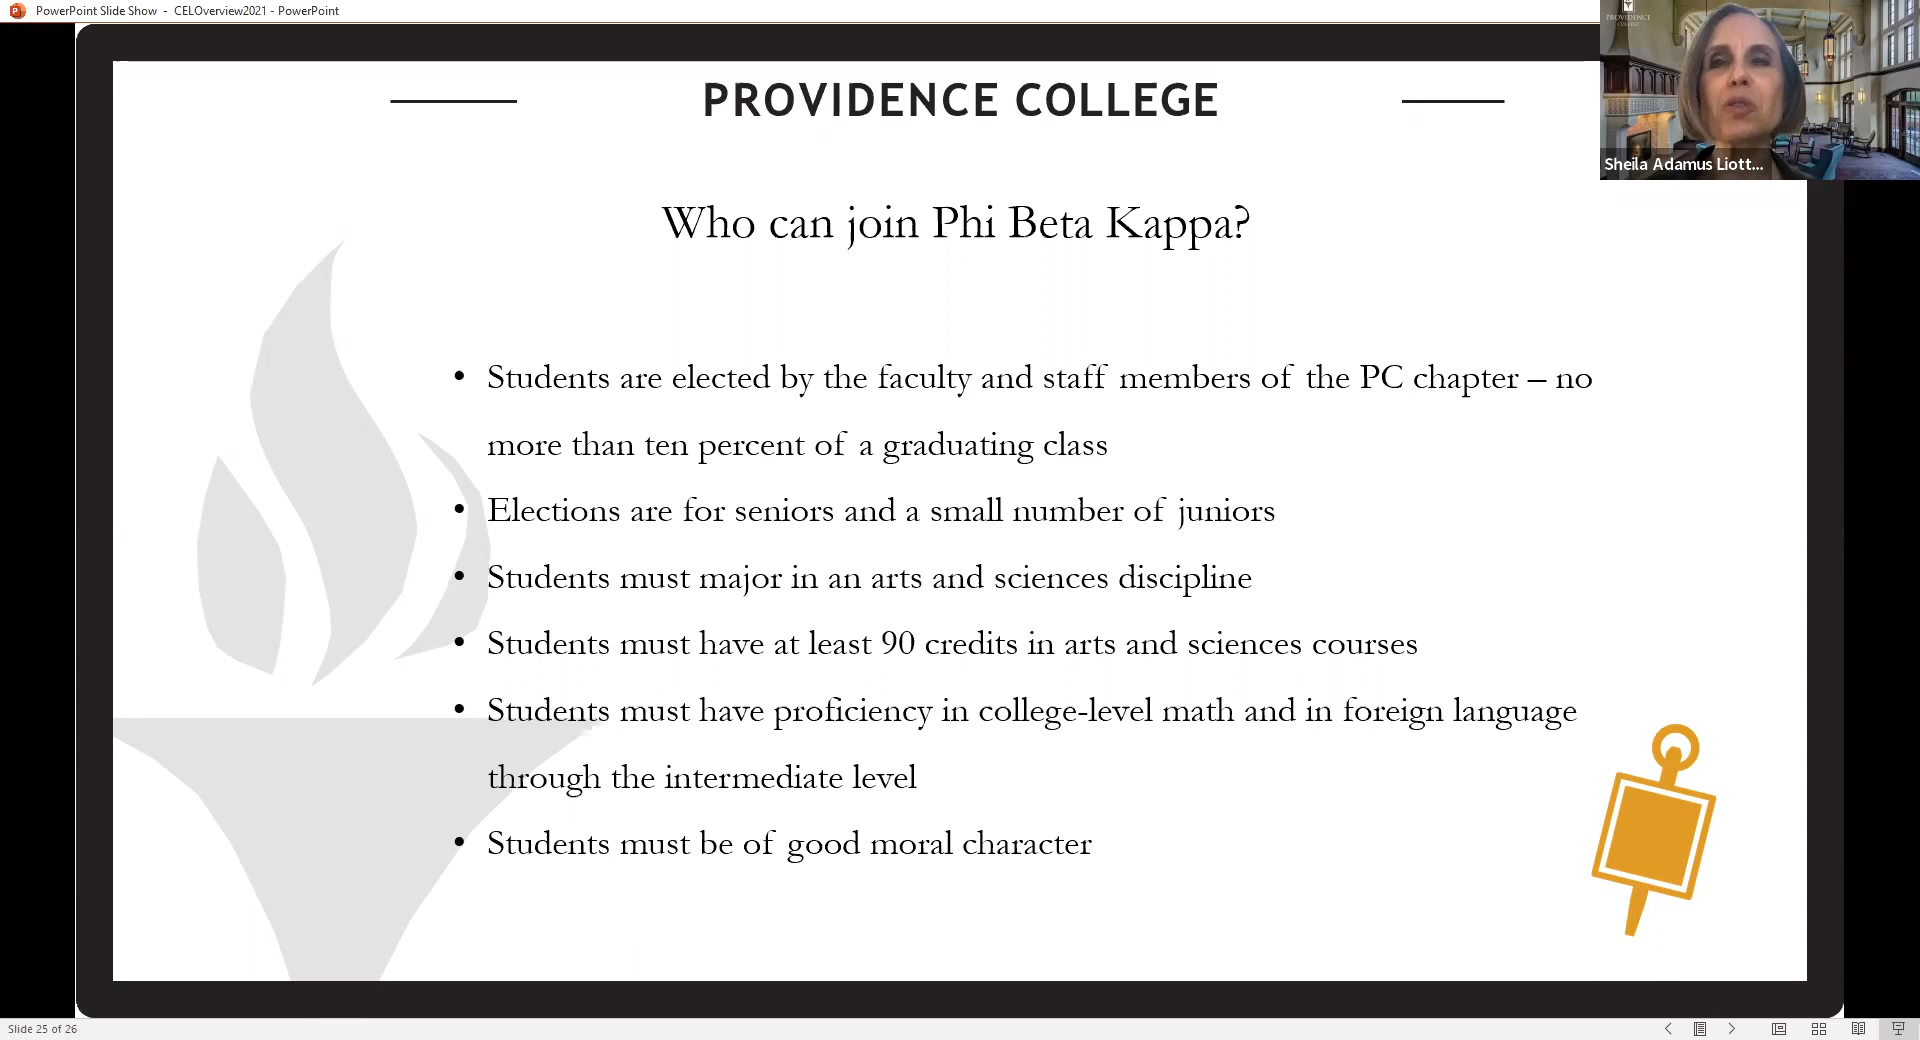 PowerPoint Slide Show - CELOverview2021 - PowerPoint
PROVIDENCE
COLLEGE
Sheila Adamus Liott...
PROVIDENCE COLLEGE
Who can join Phi Beta Kappa?
• Students are elected by the faculty and staff members of the PC chapter – no
more than ten percent of a graduating class
• Elections are for seniors and a small number of juniors
• Students must major in an arts and sciences discipline
• Students must have at least 90 credits in arts and sciences courses
• Students must have proficiency in college-level math and in foreign language
through the intermediate level
• Students must be of good moral character
Slide 25 of 26